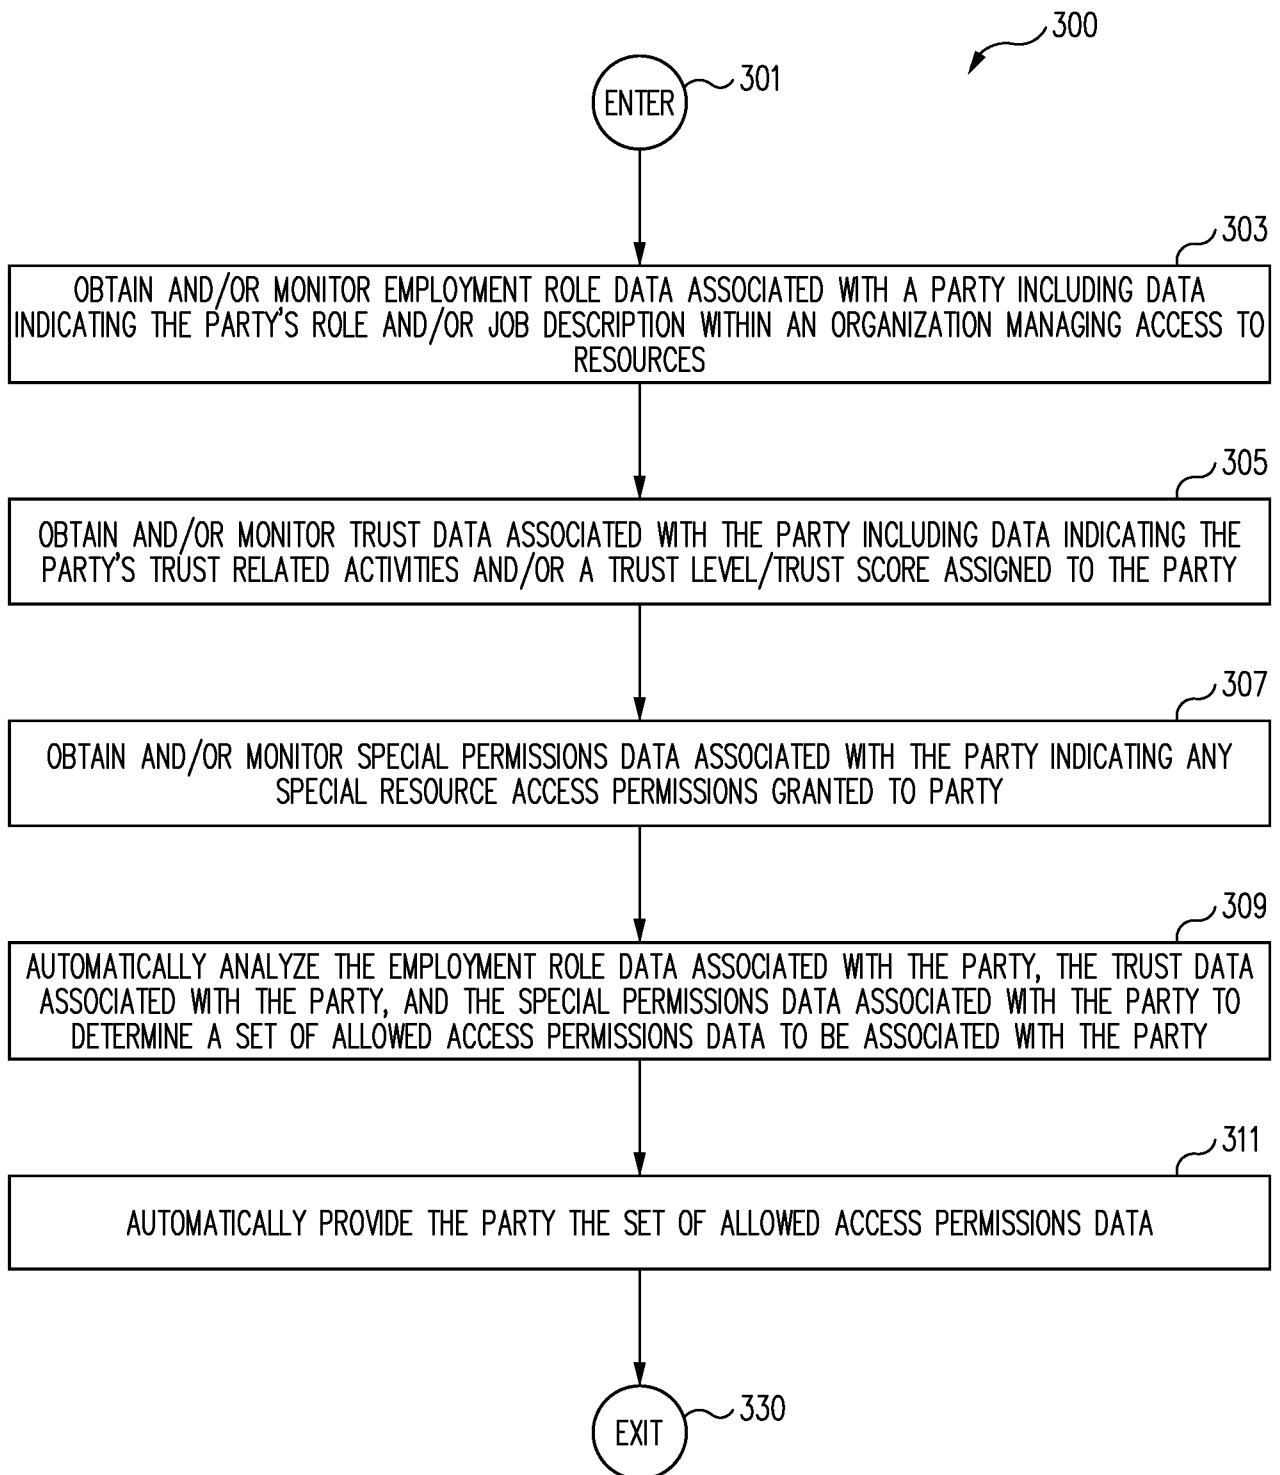 300
ENTER
301
303
OBTAIN AND/OR MONITOR EMPLOYMENT ROLE DATA ASSOCIATED WITH A PARTY INCLUDING DATA
INDICATING THE PARTY'S ROLE AND/OR JOB DESCRIPTION WITHIN AN ORGANIZATION MANAGING ACCESS TO
RESOURCES
305
OBTAIN AND/OR MONITOR TRUST DATA ASSOCIATED WITH THE PARTY INCLUDING DATA INDICATING THE
PARTY'S TRUST RELATED ACTIVITIES AND/OR A TRUST LEVEL/TRUST SCORE ASSIGNED TO THE PARTY
307
OBTAIN AND/OR MONITOR SPECIAL PERMISSIONS DATA ASSOCIATED WITH THE PARTY INDICATING ANY
SPECIAL RESOURCE ACCESS PERMISSIONS GRANTED TO PARTY
309
AUTOMATICALLY ANALYZE THE EMPLOYMENT ROLE DATA ASSOCIATED WITH THE PARTY, THE TRUST DATA
ASSOCIATED WITH THE PARTY, AND THE SPECIAL PERMISSIONS DATA ASSOCIATED WITH THE PARTY TO
DETERMINE A SET OF ALLOWED ACCESS PERMISSIONS DATA TO BE ASSOCIATED WITH THE PARTY
311
AUTOMATICALLY PROVIDE THE PARTY THE SET OF ALLOWED ACCESS PERMISSIONS DATA
EXIT
330